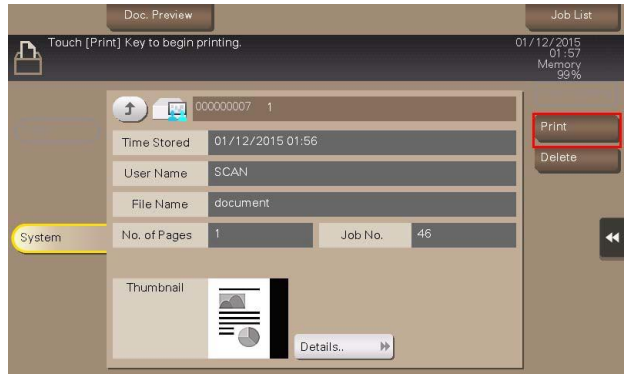 Doc. Preview
Job List
Touch [Print] Key to begin printing.
01/12/2015
01:57
Memory
99%
000000007 1
Print
Time Stored 01/12/2015 01:56
Delete
User Name SCAN
File Name document
System
No. of Pages 1 Job No. 46
Thumbnail
Details..